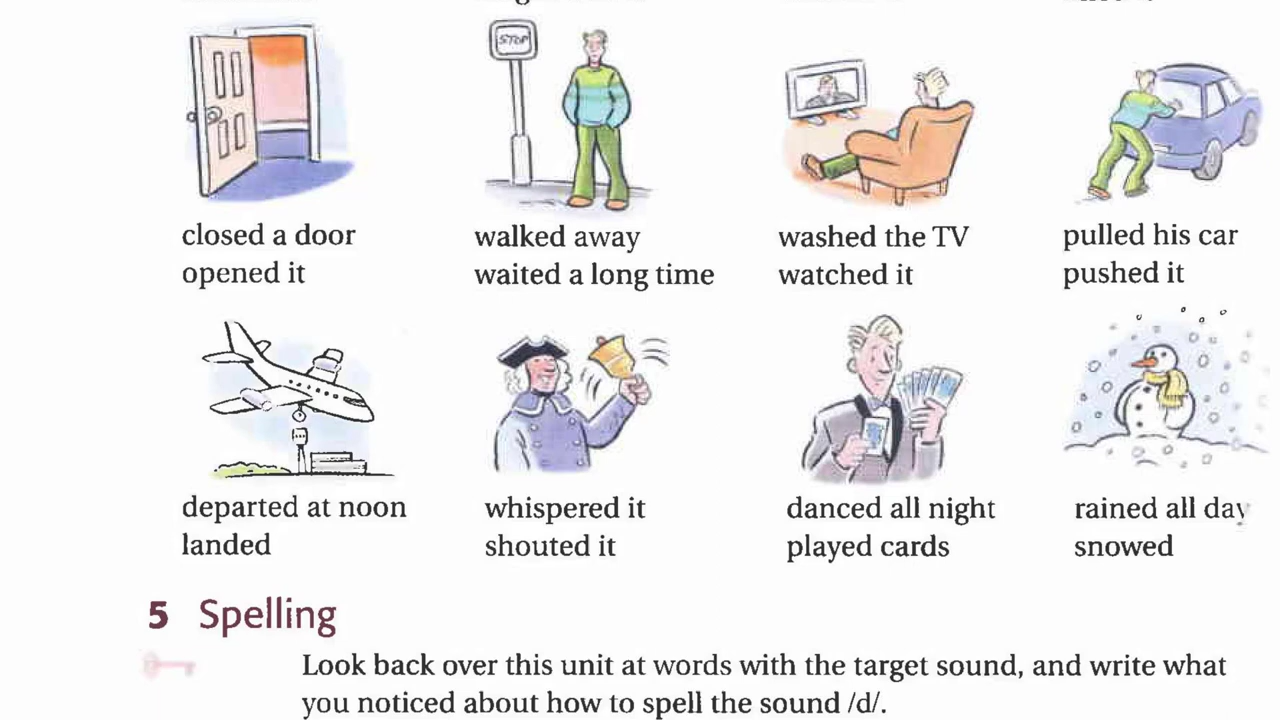 STOP
closed a door
opened it
walked away
waited a long time
washed the TV
watched it
pulled his car
pushed it
departed at noon
landed
whispered it
shouted it
danced all night
played cards
rained all day
snowed
5 Spelling
Look back over this unit at words with the target sound, and write what
you noticed about how to spell the sound /d/.